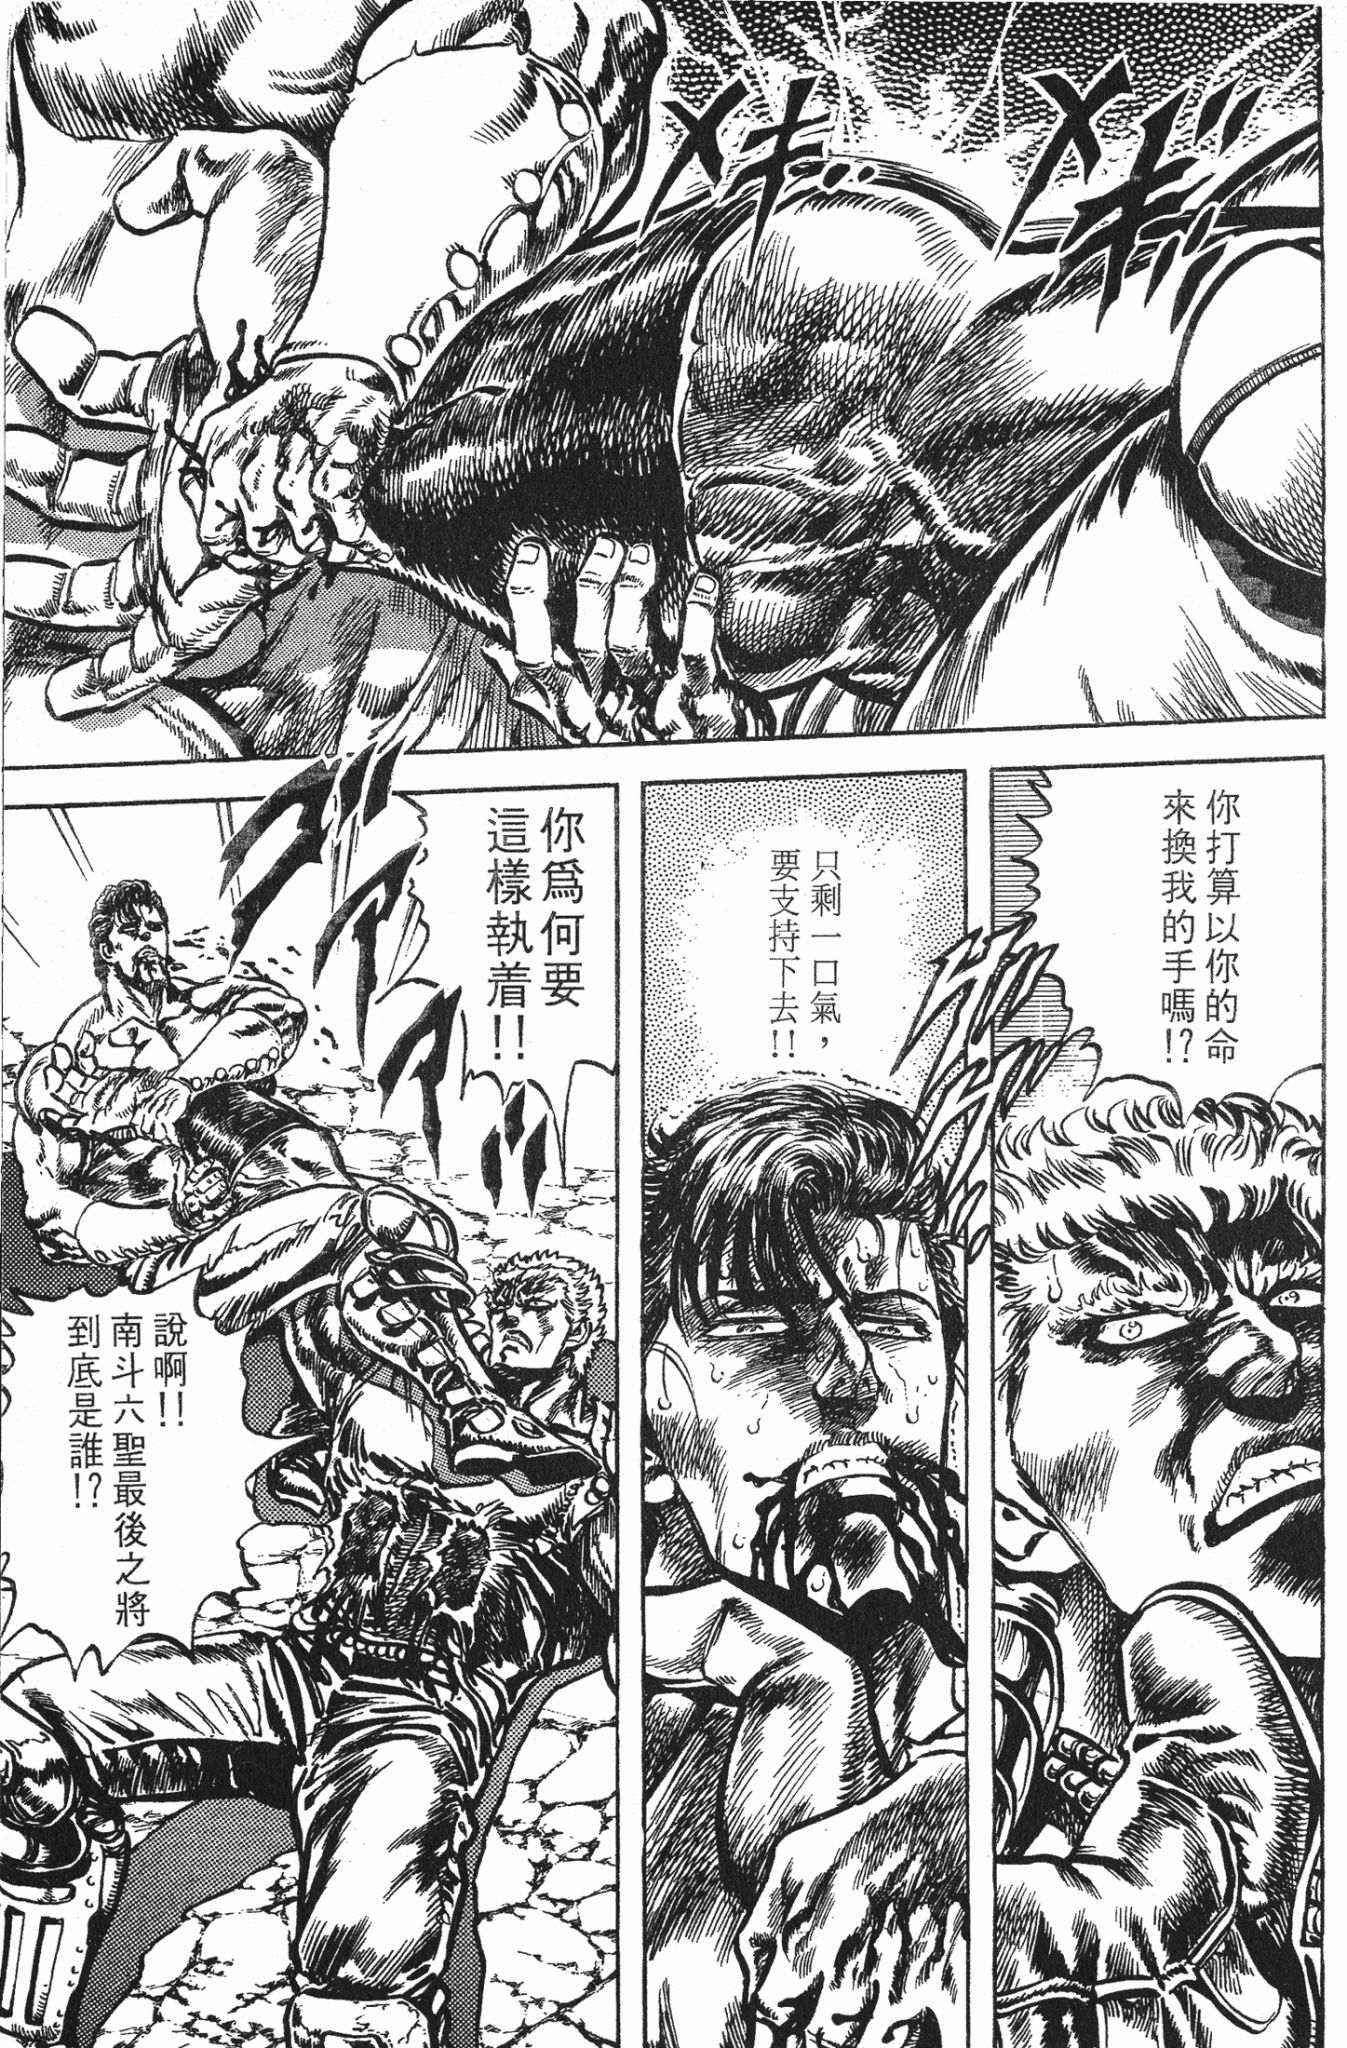 メキ…
メギ…
你打算以你的命
來換我的手嗎!?
只剩一口氣，
要支持下去!!
你爲何要
這樣執着!!
說啊!!
南斗六聖最後之將
到底是誰!?